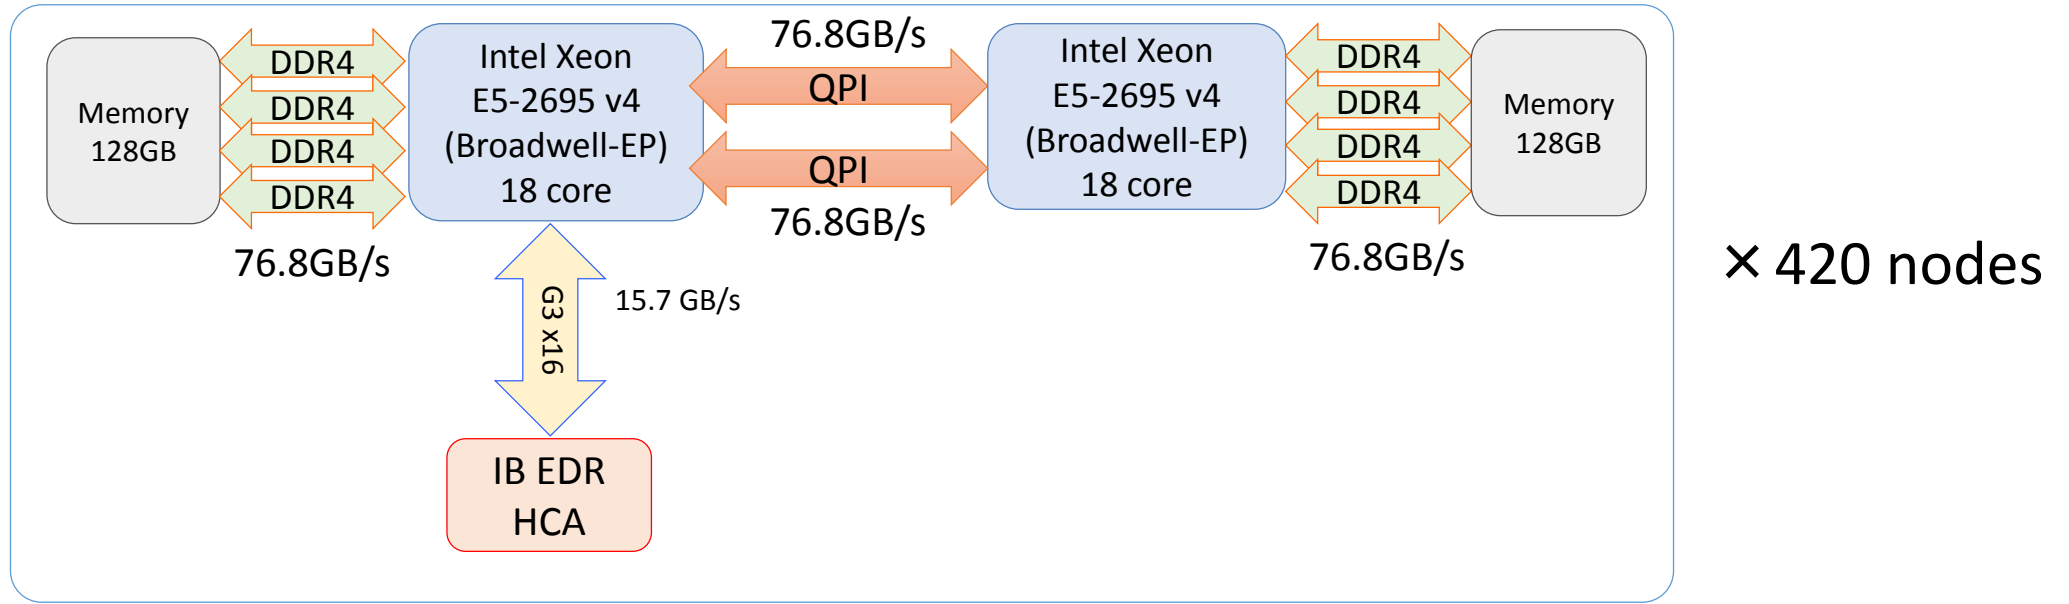 Memory
128GB
DDR4
DDR4
DDR4
DDR4
76.8GB/s
Intel Xeon
E5-2695 v4
(Broadwell-EP)
18 core
76.8GB/s
QPI
QPI
76.8GB/s
Intel Xeon
E5-2695 v4
(Broadwell-EP)
18 core
DDR4
DDR4
DDR4
DDR4
76.8GB/s
Memory
128GB
G3 x16
15.7 GB/s
IB EDR
HCA
×420 nodes